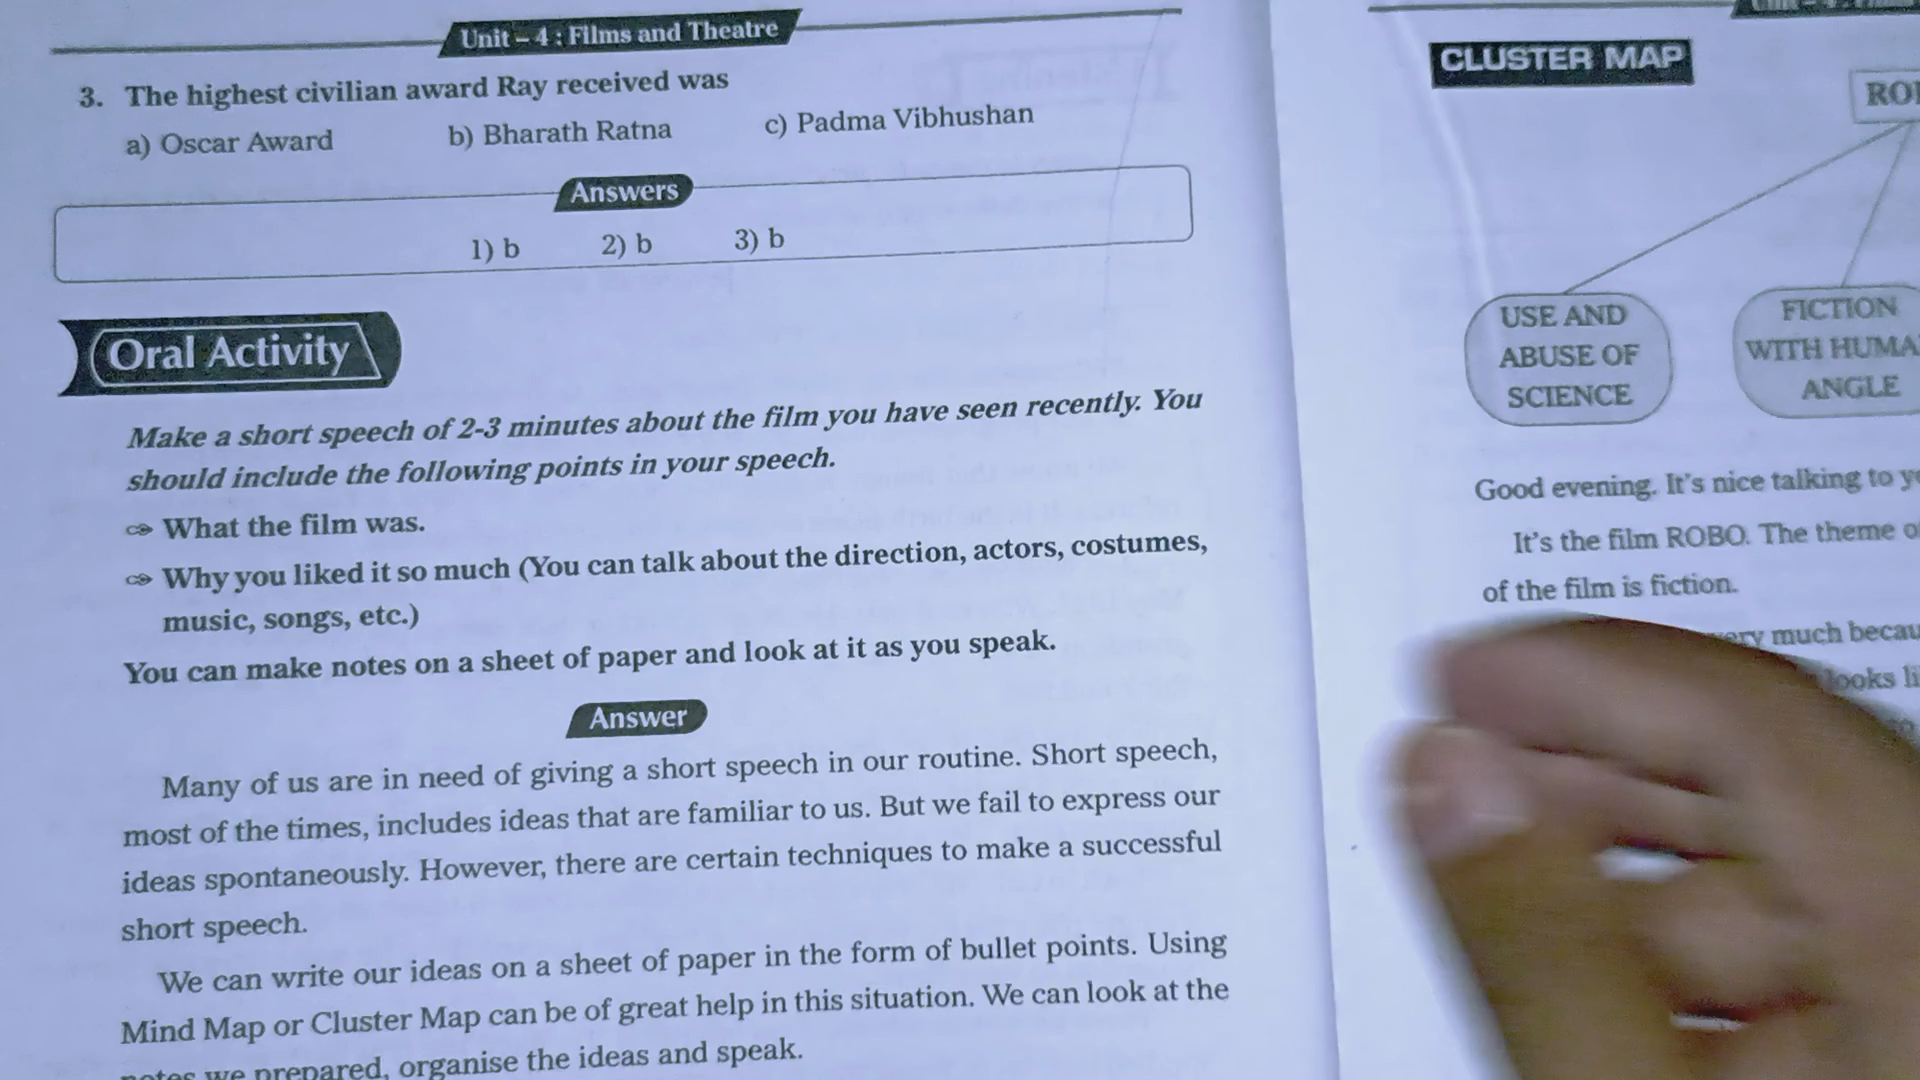 Unit – 4 : Films and Theatre
3. The highest civilian award Ray received was
a) Oscar Award b) Bharath Ratna c) Padma Vibhushan
Answers
1) b 2) b 3) b
Oral Activity
Make a short speech of 2-3 minutes about the film you have seen recently. You
should include the following points in your speech.
What the film was.
Why you liked it so much (You can talk about the direction, actors, costumes,
music, songs, etc.)
You can make notes on a sheet of paper and look at it as you speak.
Answer
Many of us are in need of giving a short speech in our routine. Short speech,
most of the times, includes ideas that are familiar to us. But we fail to express our
ideas spontaneously. However, there are certain techniques to make a successful
short speech.
We can write our ideas on a sheet of paper in the form of bullet points. Using
Mind Map or Cluster Map can be of great help in this situation. We can look at the
notes we prepared, organise the ideas and speak.
CLUSTER MAP
USE AND
ABUSE OF
SCIENCE
FICTION
WITH
ANGLE
Good evening. It's nice talking to
It's the film ROBO. The theme
of the film is fiction.
much
looks